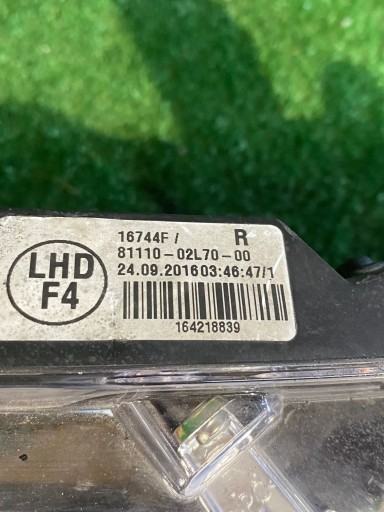 16744F / R
81110-02L70-00
LHD
F4
24.09.201603:46:47/1
164218839